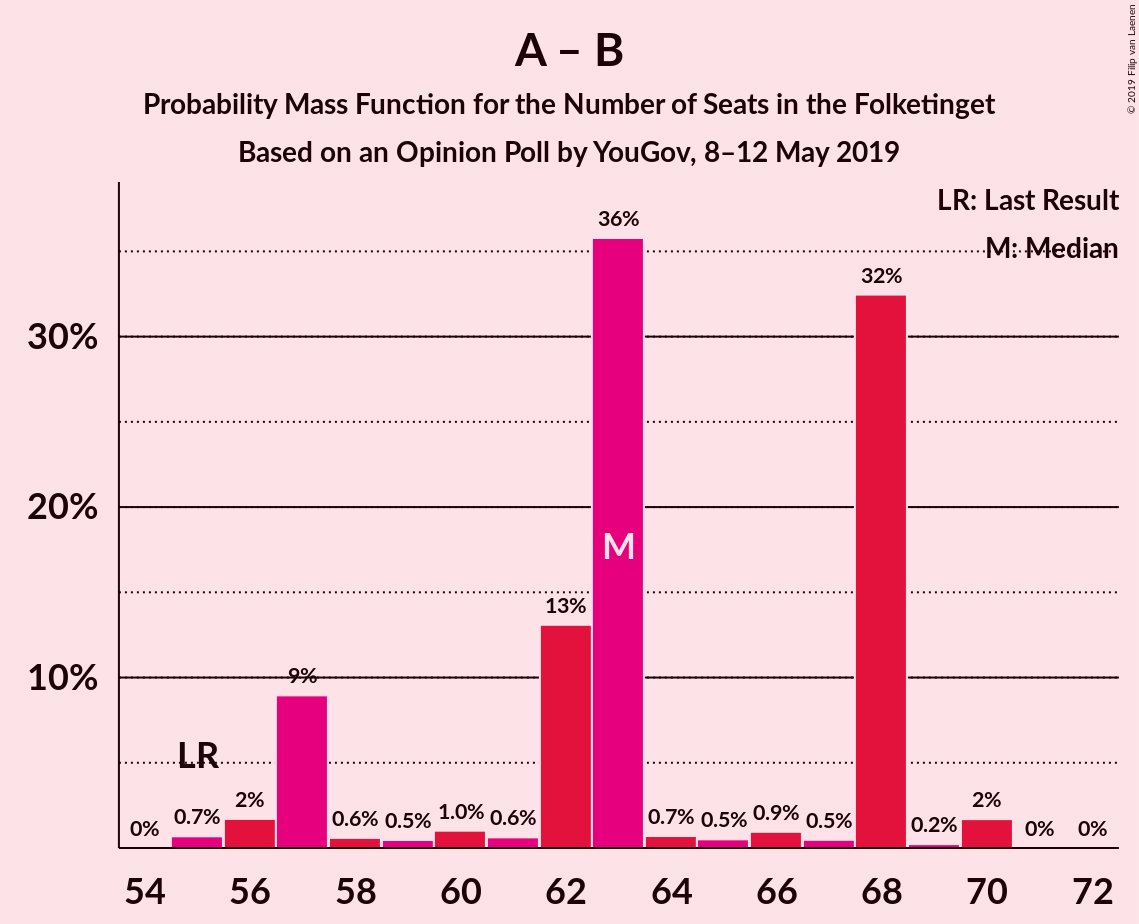 A – B
Probability Mass Function for the Number of Seats in the Folketinget
Based on an Opinion Poll by YouGov, 8–12 May 2019
© 2019 Filip van Laenen
LR: Last Result
M: Median
36%
32%
30%
20%
M
13%
10%
9%
LR
0% 0.7% 2% 0.6% 0.5% 1.0% 0.6% 0.7% 0.5% 0.9% 0.5% 0.2% 2% 0% 0%
54 56 58 60 62 64 66 68 70 72